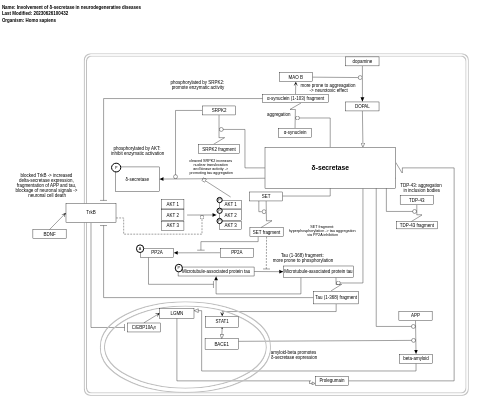 Name: Involvement of δ-secretase in neurodegenerative diseases
Last Modified: 20230628100432
Organism: Homo sapiens
dopamine
MAO B
phosphorylated by SRPK2:
promote enzymatic activity
more prone to aggregation
-> neurotoxic effect
α-synuclein (1-103) fragment
DOPAL
SRPK2
aggregation
α-synuclein
phosphorylated by AKT:
inhibit enzymatic activation
SRPK2 fragment
cleaved SRPK2 increases
nuclear translocation
and kinase activity ->
promoting tau aggregation
δ-secretase
P
δ-secretase
blocked TrkB -> increased
delta-secretase expression,
fragmentation of APP and tau,
blockage of neuronal signals ->
neuronal cell death
TDP-43: aggregation
in inclusion bodies
SET
TDP-43
AKT 1
AKT 2
AKT 3
P
AKT 1
P
AKT 2
P
AKT 3
TrkB
TDP-43 fragment
BDNF
SET fragment
SET fragment
hyperphosphorylation -> tau aggregation
via PP2A inhibition
PP2A
PP2A
Tau (1-368) fragment:
more prone to phosphorylation
P
Microtubule-associated protein tau
Microtubule-associated protein tau
Tau (1-368) fragment
LGMN
APP
STAT1
C/EBP18A,r
BACE1
amyloid-beta promotes
δ-secretase expression
beta-amyloid
Prolegumain